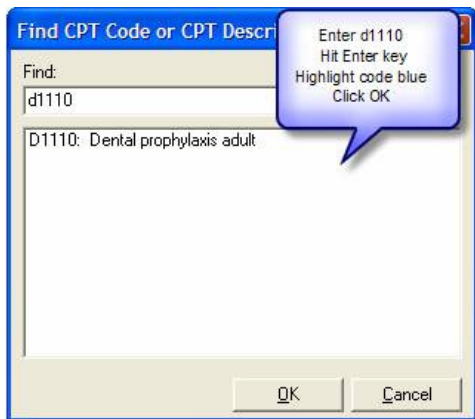 Find CPT Code or CPT Descri
Enter d1110
Hit Enter key
Highlight code blue
Click OK
Find:
d1110
D1110: Dental prophylaxis adult
OK
Cancel